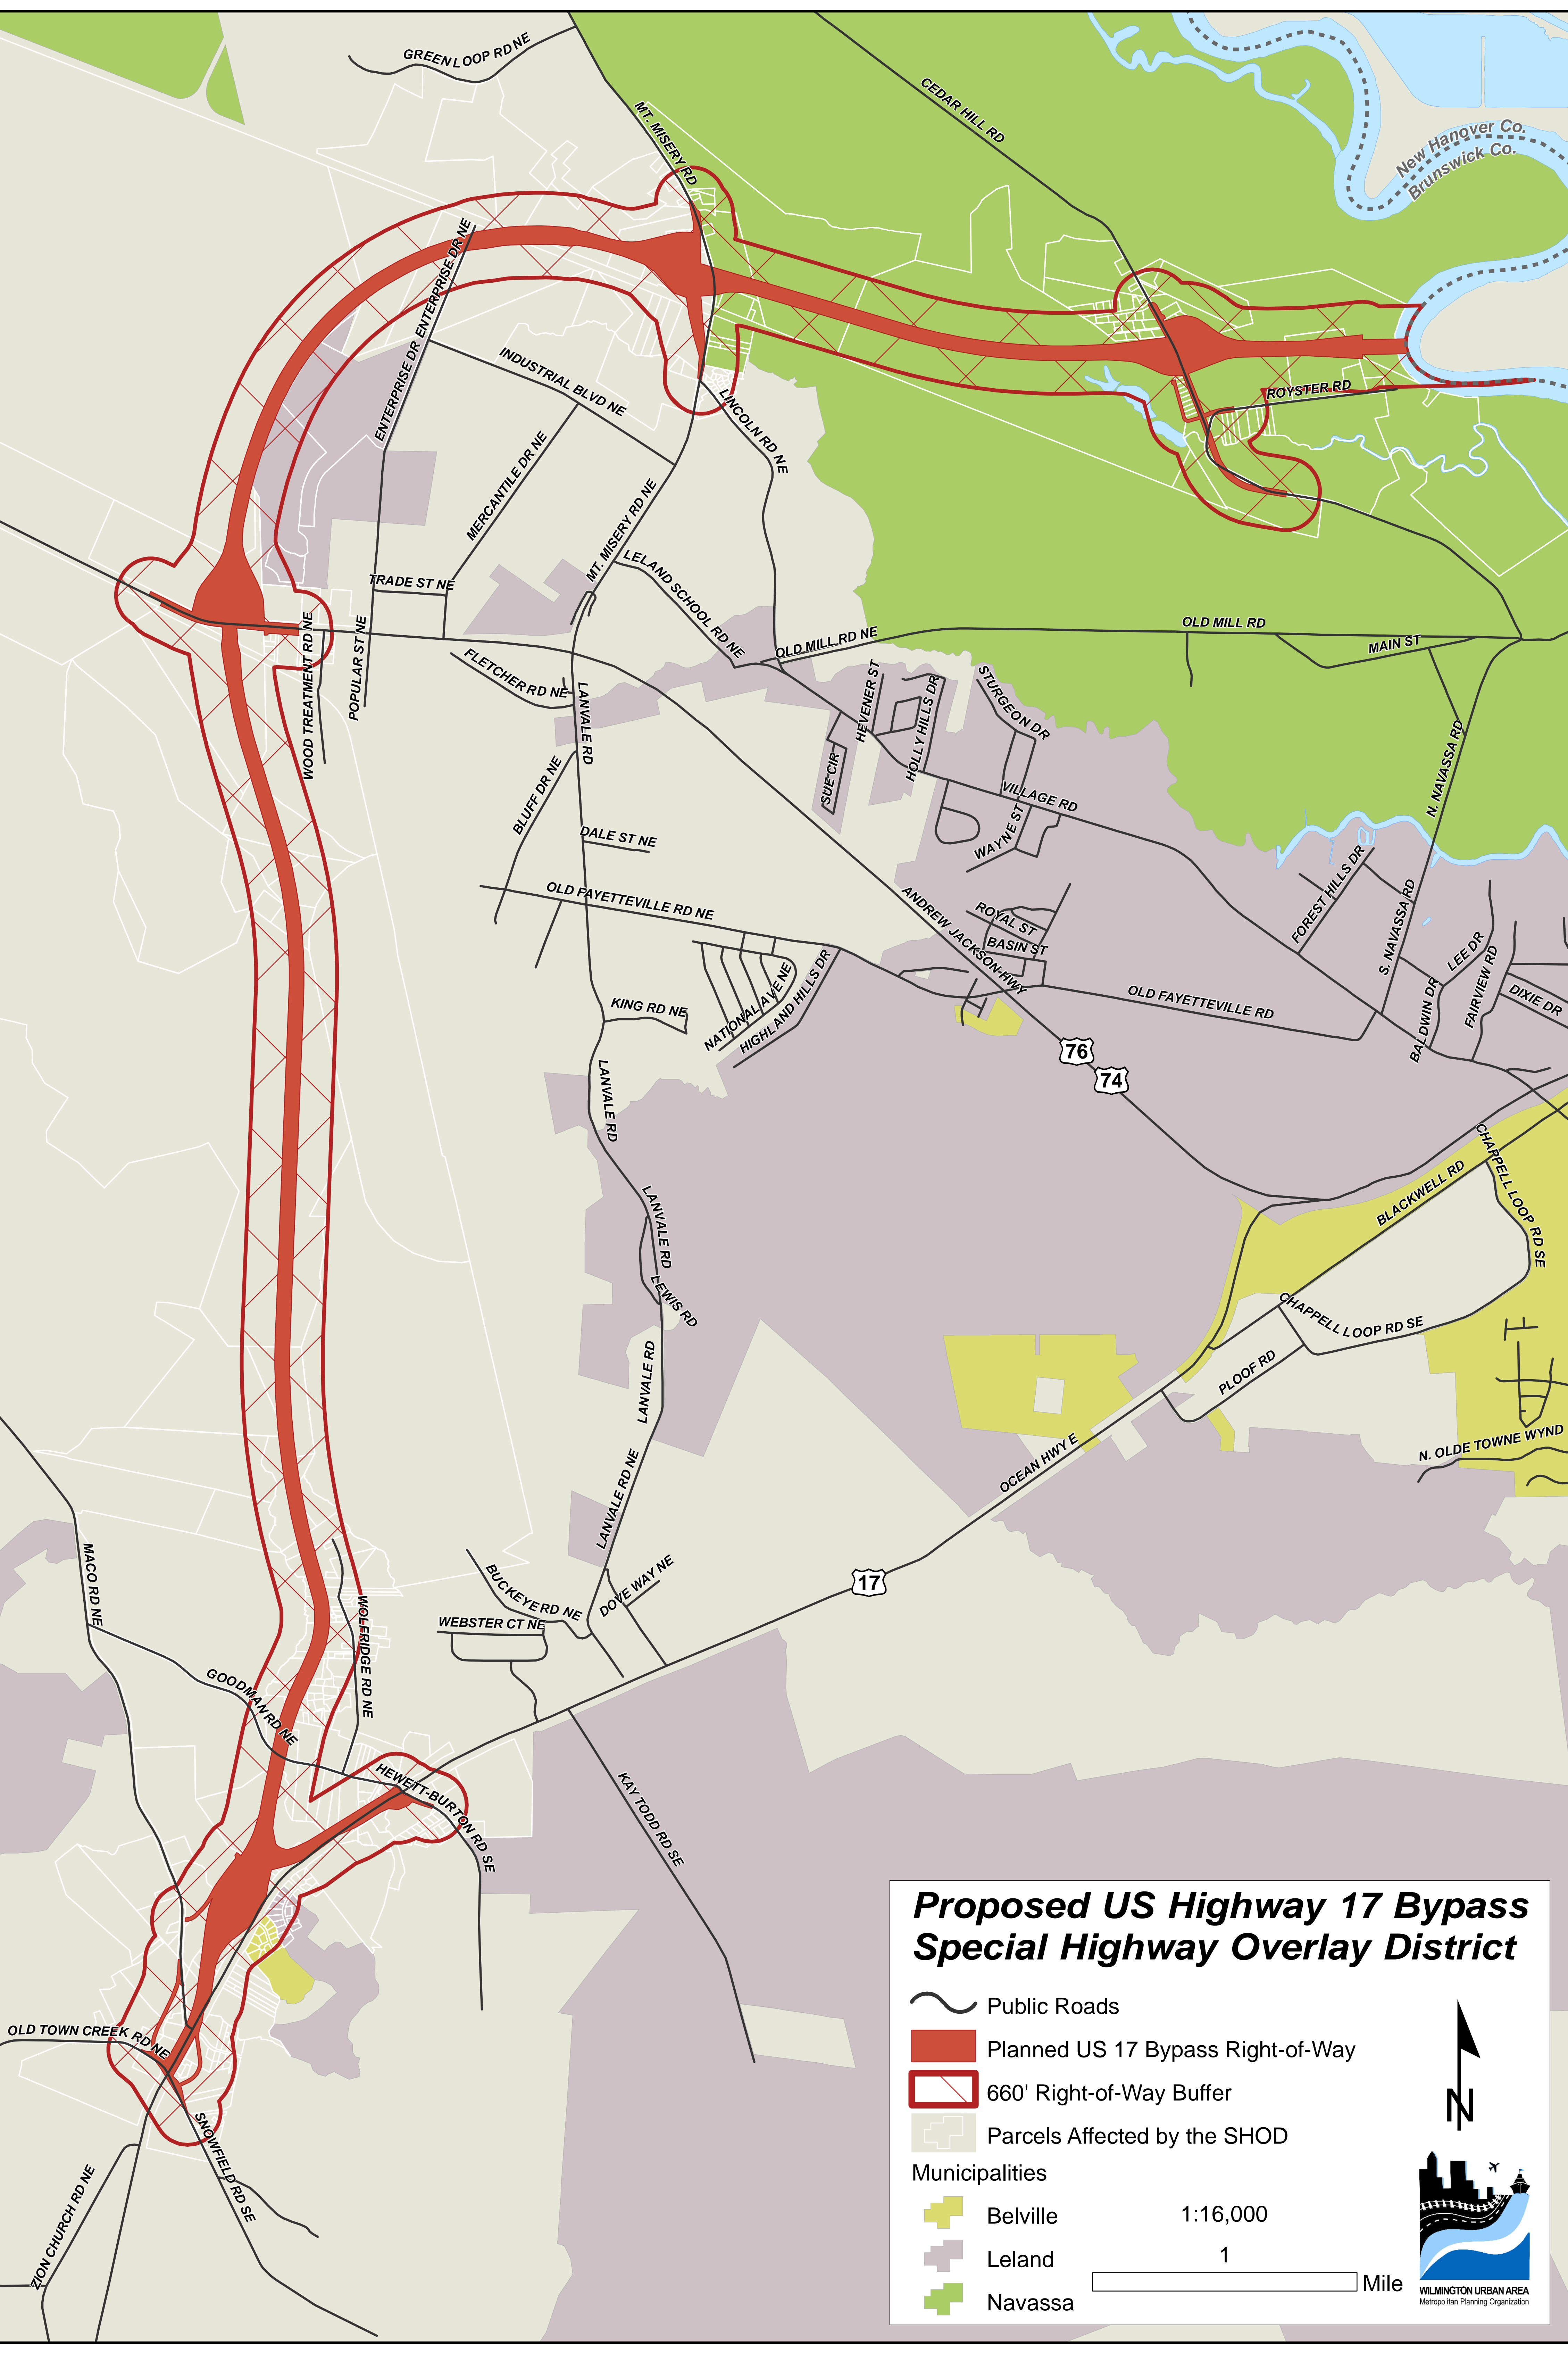 GREEN LOOP RD NE
MT. MISERY RD
CEDAR HILL RD
New Hanover Co.
Brunswick Co.
ENTERPRISE DR NE
ENTERPRISE DR
INDUSTRIAL BLVD NE
ENTERPRISE DR NE
MERCANTILE DR NE
LINCOLN RD NE
ROYSTER RD
MT. MISERY RD NE
LELAND SCHOOL RD NE
TRADE ST NE
POPULAR ST NE
WOOD TREATMENT RD NE
FLETCHER RD NE
LANVALE RD
OLD MILL RD NE
OLD MILL RD
MAIN ST
HEVENER ST
HOLLY HILLS DR
STURGEON DR
SUE CIR
VILLAGE RD
WAYNE ST
N. NAVASSA RD
BLUFF DR NE
DALE ST NE
OLD FAYETTEVILLE RD NE
ANDREW JACKSON HWY
ROYAL ST
BASIN ST
FOREST HILLS DR
S. NAVASSA RD
LEE DR
FAIRVIEW RD
DIXIE DR
BALDWIN DR
OLD FAYETTEVILLE RD
KING RD NE
NATIONAL AVE NE
HIGHLAND HILLS DR
76
74
LANVALE RD
LANVALE RD
LEWIS RD
LANVALE RD
LANVALE RD NE
CHAPPELL LOOP RD SE
BLACKWELL RD
CHAPPELL LOOP RD SE
PLOOF RD
OCEAN HWY E
N. OLDE TOWNE WYND
17
MACO RD NE
BUCKEYE RD NE
DOVE WAY NE
WEBSTER CT NE
WOLFRIDGE RD NE
GOODMAN RD NE
HEWETT-BURTON RD SE
KAY TODD RD SE
OLD TOWN CREEK RD NE
SNOWFIELD RD SE
ZION CHURCH RD NE
Proposed US Highway 17 Bypass
Special Highway Overlay District
Public Roads
Planned US 17 Bypass Right-of-Way
660' Right-of-Way Buffer
Parcels Affected by the SHOD
Municipalities
Belville
Leland
Navassa
1:16,000
1
Mile
N
WILMINGTON URBAN AREA
Metropolitan Planning Organization